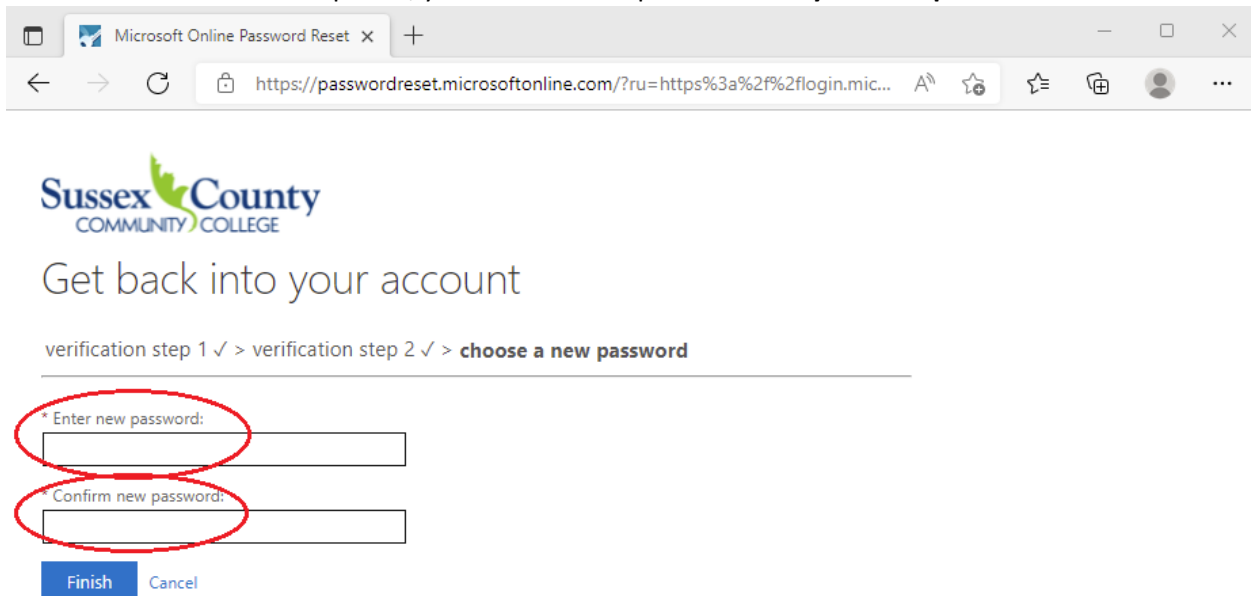 Microsoft Online Password Reset
https://passwordreset.microsoftonline.com/?ru=https%3a%2f%2flogin.mic...
Sussex County
COMMUNITY COLLEGE
Get back into your account
verification step 1 ✓ > verification step 2 ✓ > choose a new password
* Enter new password:
* Confirm new password:
Finish Cancel